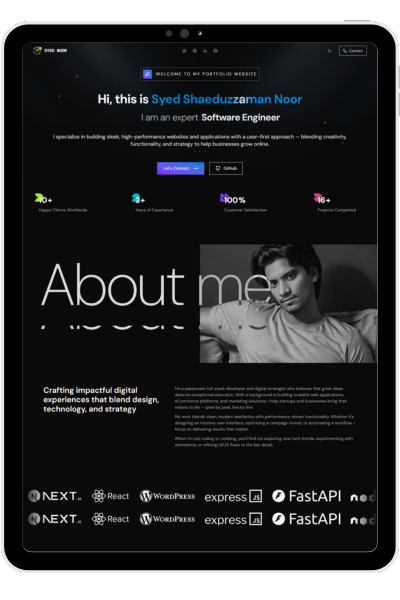 SYED NOOR
Contact
WELCOME TO MY PORTFOLIO WEBSITE
Hi, this is Syed Shaeduzzaman Noor
I am an expert Software Engineer
I specialize in building sleek, high-performance websites and applications with a user-first approach — blending creativity,
functionality, and strategy to help businesses grow online.
Let's Connect → Github
10+ 2+ 100% 16+
Happy Clients Worldwide Years of Experience Customer Satisfaction Projects Completed
About me
Crafting impactful digital
experiences that blend design,
technology, and strategy
I'm a passionate full-stack developer and digital strategist who believes that great ideas
deserve exceptional execution. With a background in building scalable web applications,
eCommerce platforms, and marketing solutions, I help startups and businesses bring their
visions to life — pixel by pixel, line by line.
My work blends clean, modern aesthetics with performance-driven functionality. Whether it's
designing an intuitive user interface, optimizing a campaign funnel, or automating a workflow, I
focus on delivering results that matter.
When I'm not coding or creating, you'll find me exploring new tech trends, experimenting with
animations, or refining UI/UX flows to the last detail.
NEXT.JS React WORDPRESS express JS FastAPI nod
NEXT.JS React WORDPRESS express JS FastAPI nod